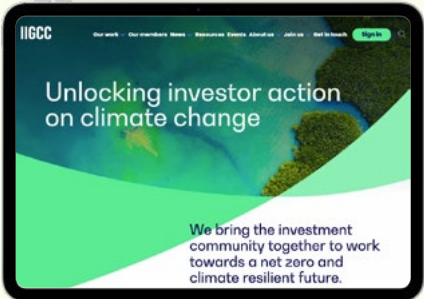 IIGCC
Our work Our members News Resources Events About us Join us Get in touch Sign in
Unlocking investor action
on climate change
We bring the investment
community together to work
towards a net zero and
climate resilient future.